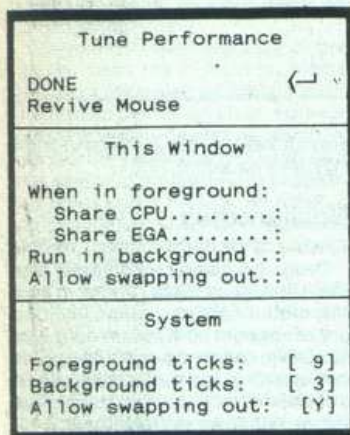 Tune Performance
DONE ↵
Revive Mouse
This Window
When in foreground:
Share CPU........:
Share EGA........:
Run in background..:
Allow swapping out.:
System
Foreground ticks: [ 9]
Background ticks: [ 3]
Allow swapping out: [Y]